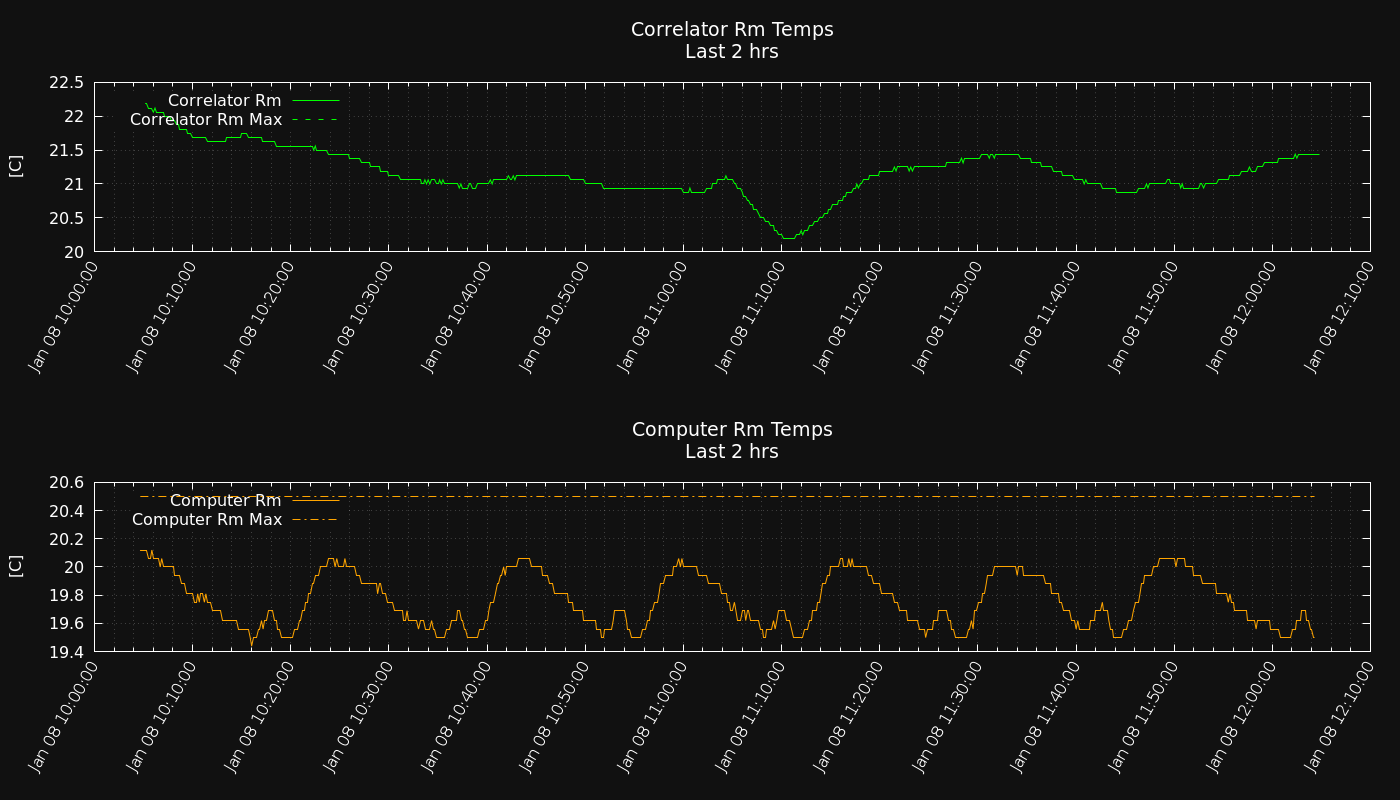 Correlator Rm Temps
Last 2 hrs
22.5
22
21.5
21
20.5
20
[C]
Correlator Rm
Correlator Rm Max
Jan 08 10:00:00
Jan 08 10:10:00
Jan 08 10:20:00
Jan 08 10:30:00
Jan 08 10:40:00
Jan 08 10:50:00
Jan 08 11:00:00
Jan 08 11:10:00
Jan 08 11:20:00
Jan 08 11:30:00
Jan 08 11:40:00
Jan 08 11:50:00
Jan 08 12:00:00
Jan 08 12:10:00
Computer Rm Temps
Last 2 hrs
20.6
20.4
20.2
20
19.8
19.6
19.4
[C]
Computer Rm
Computer Rm Max
Jan 08 10:00:00
Jan 08 10:10:00
Jan 08 10:20:00
Jan 08 10:30:00
Jan 08 10:40:00
Jan 08 10:50:00
Jan 08 11:00:00
Jan 08 11:10:00
Jan 08 11:20:00
Jan 08 11:30:00
Jan 08 11:40:00
Jan 08 11:50:00
Jan 08 12:00:00
Jan 08 12:10:00